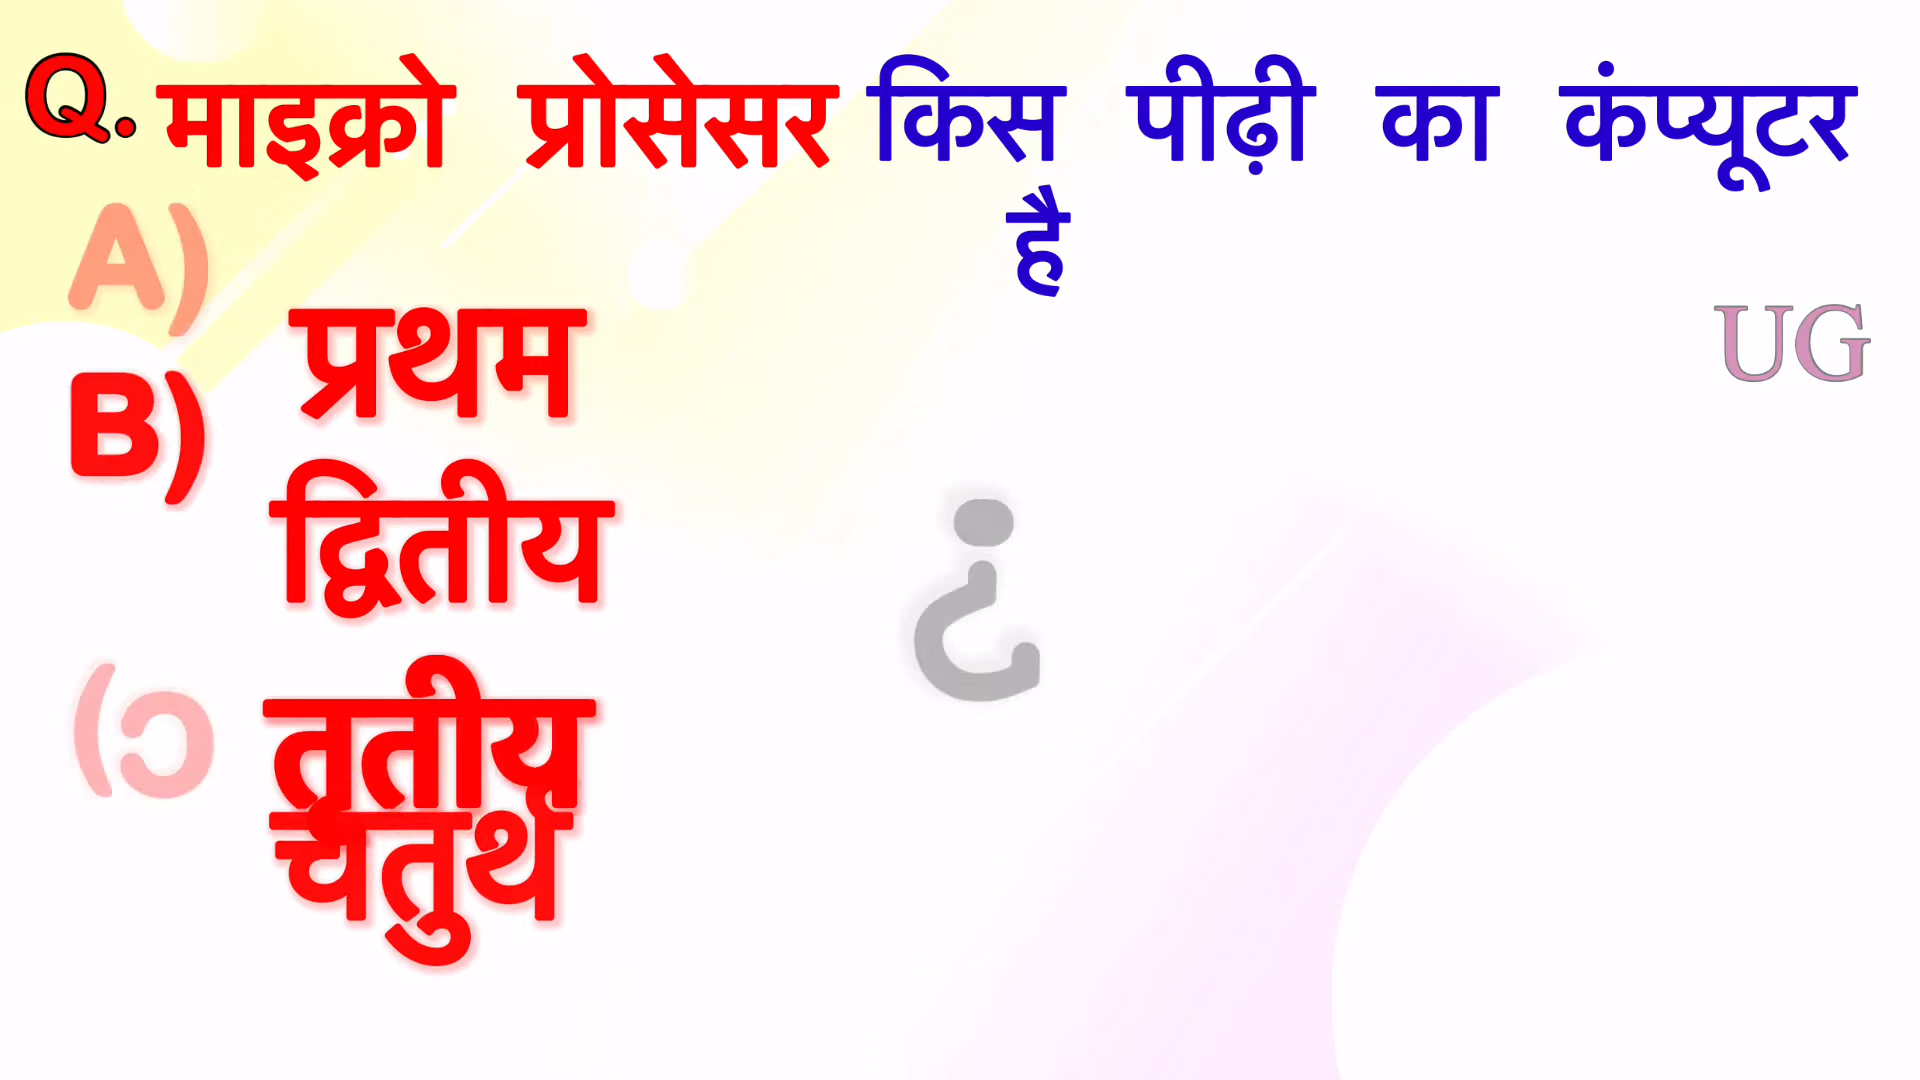 Q. माइक्रो प्रोसेसर किस पीढ़ी का कंप्यूटर
है
A)
प्रथम
UG
B)
द्वितीय
C)
तृतीय
चतुर्थ
¿